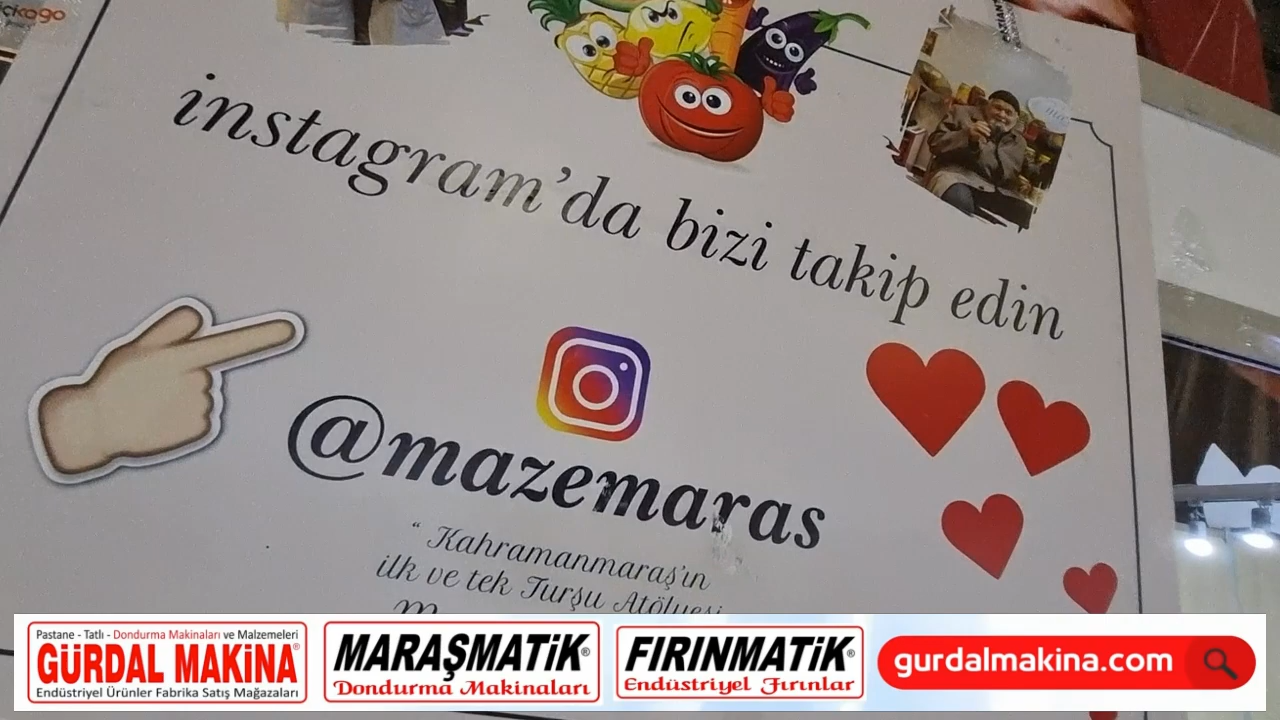 instagram'da bizi takip edin
@mazemaras
“ Kahramanmaraş'ın
ilk ve tek Turşu Atölyesi
Pastane - Tatlı - Dondurma Makinaları ve Malzemeleri
GÜRDAL MAKİNA®
Endüstriyel Ürünler Fabrika Satış Mağazaları
MARAŞMATİK®
Dondurma Makinaları
FIRINMATİK®
Endüstriyel Fırınlar
gurdalmakina.com